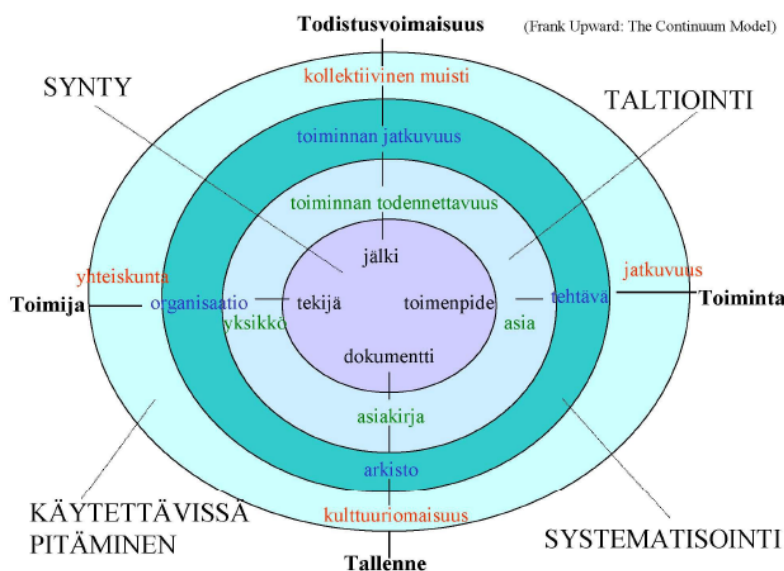 Todistusvoimaisuus
(Frank Upward: The Continuum Model)
kollektiivinen muisti
SYNTY
TALTIOINTI
toiminnan jatkuvuus
toiminnan todennettavuus
jälki
yhteiskunta
jatkuvuus
Toimija
organisaatio
tekijä
toimenpide
tehtävä
Toiminta
yksikkö
asia
dokumentti
asiakirja
arkisto
KÄYTETTÄVISSÄ
PITÄMINEN
kulttuuriomaisuus
SYSTEMATISOINTI
Tallenne